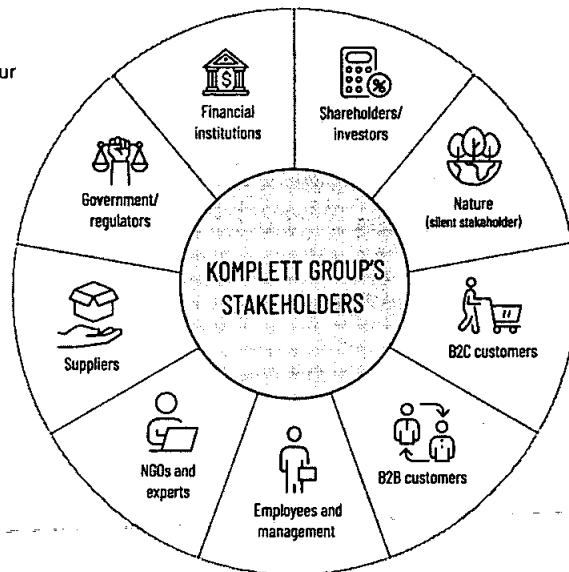 ur
Financial
institutions
Shareholders/
investors
Government/
regulators
Nature
(silent stakeholder)
KOMPLETT GROUP'S
STAKEHOLDERS
Suppliers
B2C customers
NGOs and
experts
B2B customers
Employees and
management